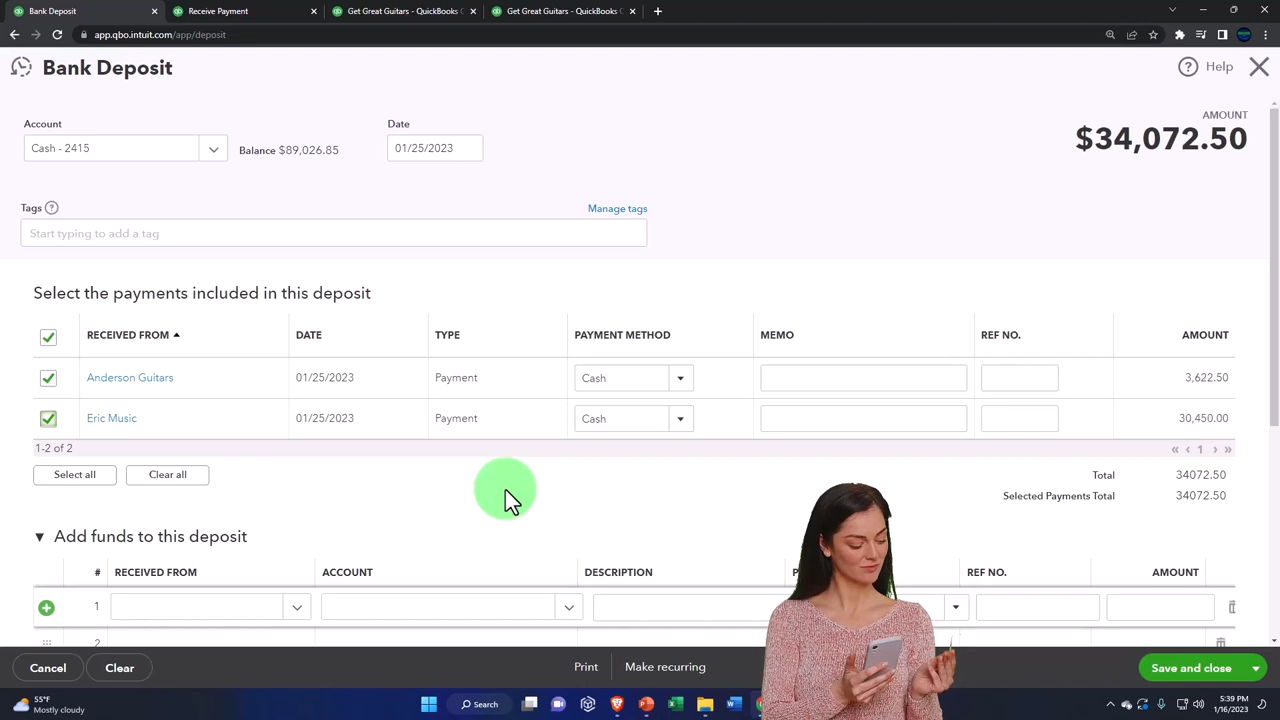 Bank Deposit
Receive Payment
Get Great Guitars - QuickBooks C
Get Great Guitars - QuickBooks C
app.qbo.intuit.com/app/deposit
Bank Deposit
Help
Account
Date
AMOUNT
Cash - 2415
Balance $89,026.85
01/25/2023
$34,072.50
Tags
Manage tags
Start typing to add a tag
Select the payments included in this deposit
RECEIVED FROM DATE TYPE PAYMENT METHOD MEMO REF NO. AMOUNT
Anderson Guitars 01/25/2023 Payment Cash 3,622.50
Eric Music 01/25/2023 Payment Cash 30,450.00
1-2 of 2
« ‹ 1 › »
Select all
Clear all
Total 34072.50
Selected Payments Total 34072.50
Add funds to this deposit
# RECEIVED FROM ACCOUNT DESCRIPTION REF NO. AMOUNT
1
2
Cancel
Clear
Print
Make recurring
Save and close
55°F
Mostly cloudy
Search
5:39 PM
1/16/2023